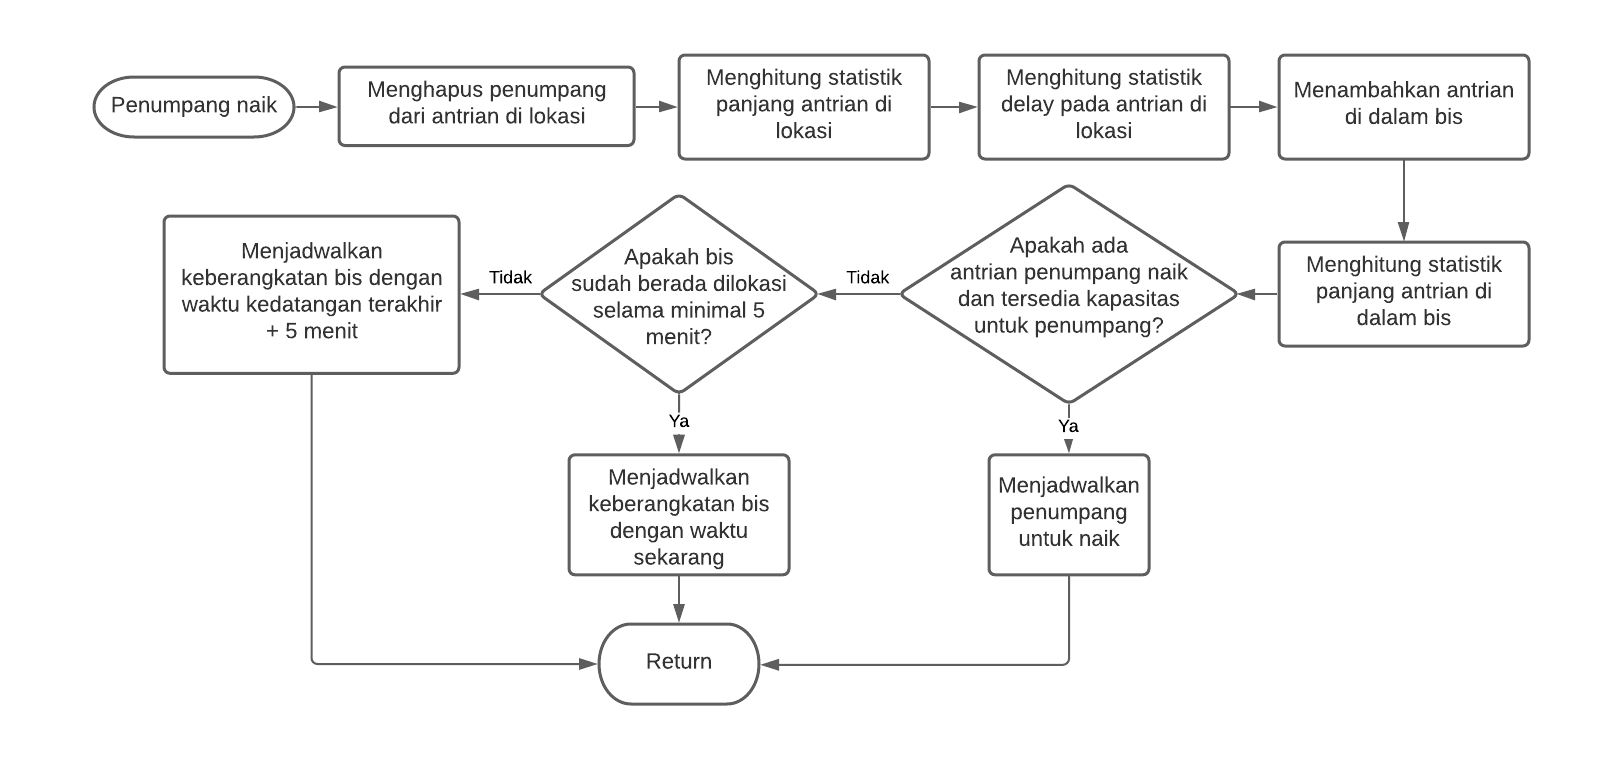 Penumpang naik
Menghapus penumpang
dari antrian di lokasi
Menghitung statistik
panjang antrian di
lokasi
Menghitung statistik
delay pada antrian di
lokasi
Menambahkan antrian
di dalam bis
Menghitung statistik
panjang antrian di
dalam bis
Apakah ada
antrian penumpang naik
dan tersedia kapasitas
untuk penumpang?
Tidak
Apakah bis
sudah berada dilokasi
selama minimal 5
menit?
Tidak
Menjadwalkan
keberangkatan bis dengan
waktu kedatangan terakhir
+ 5 menit
Ya
Menjadwalkan
keberangkatan bis
dengan waktu
sekarang
Ya
Menjadwalkan
penumpang
untuk naik
Return